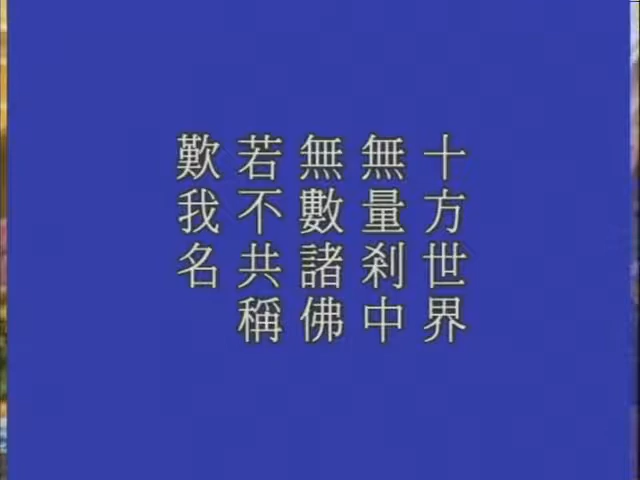 十方世界
無量剎中
無數諸佛
若不共稱
歎我名